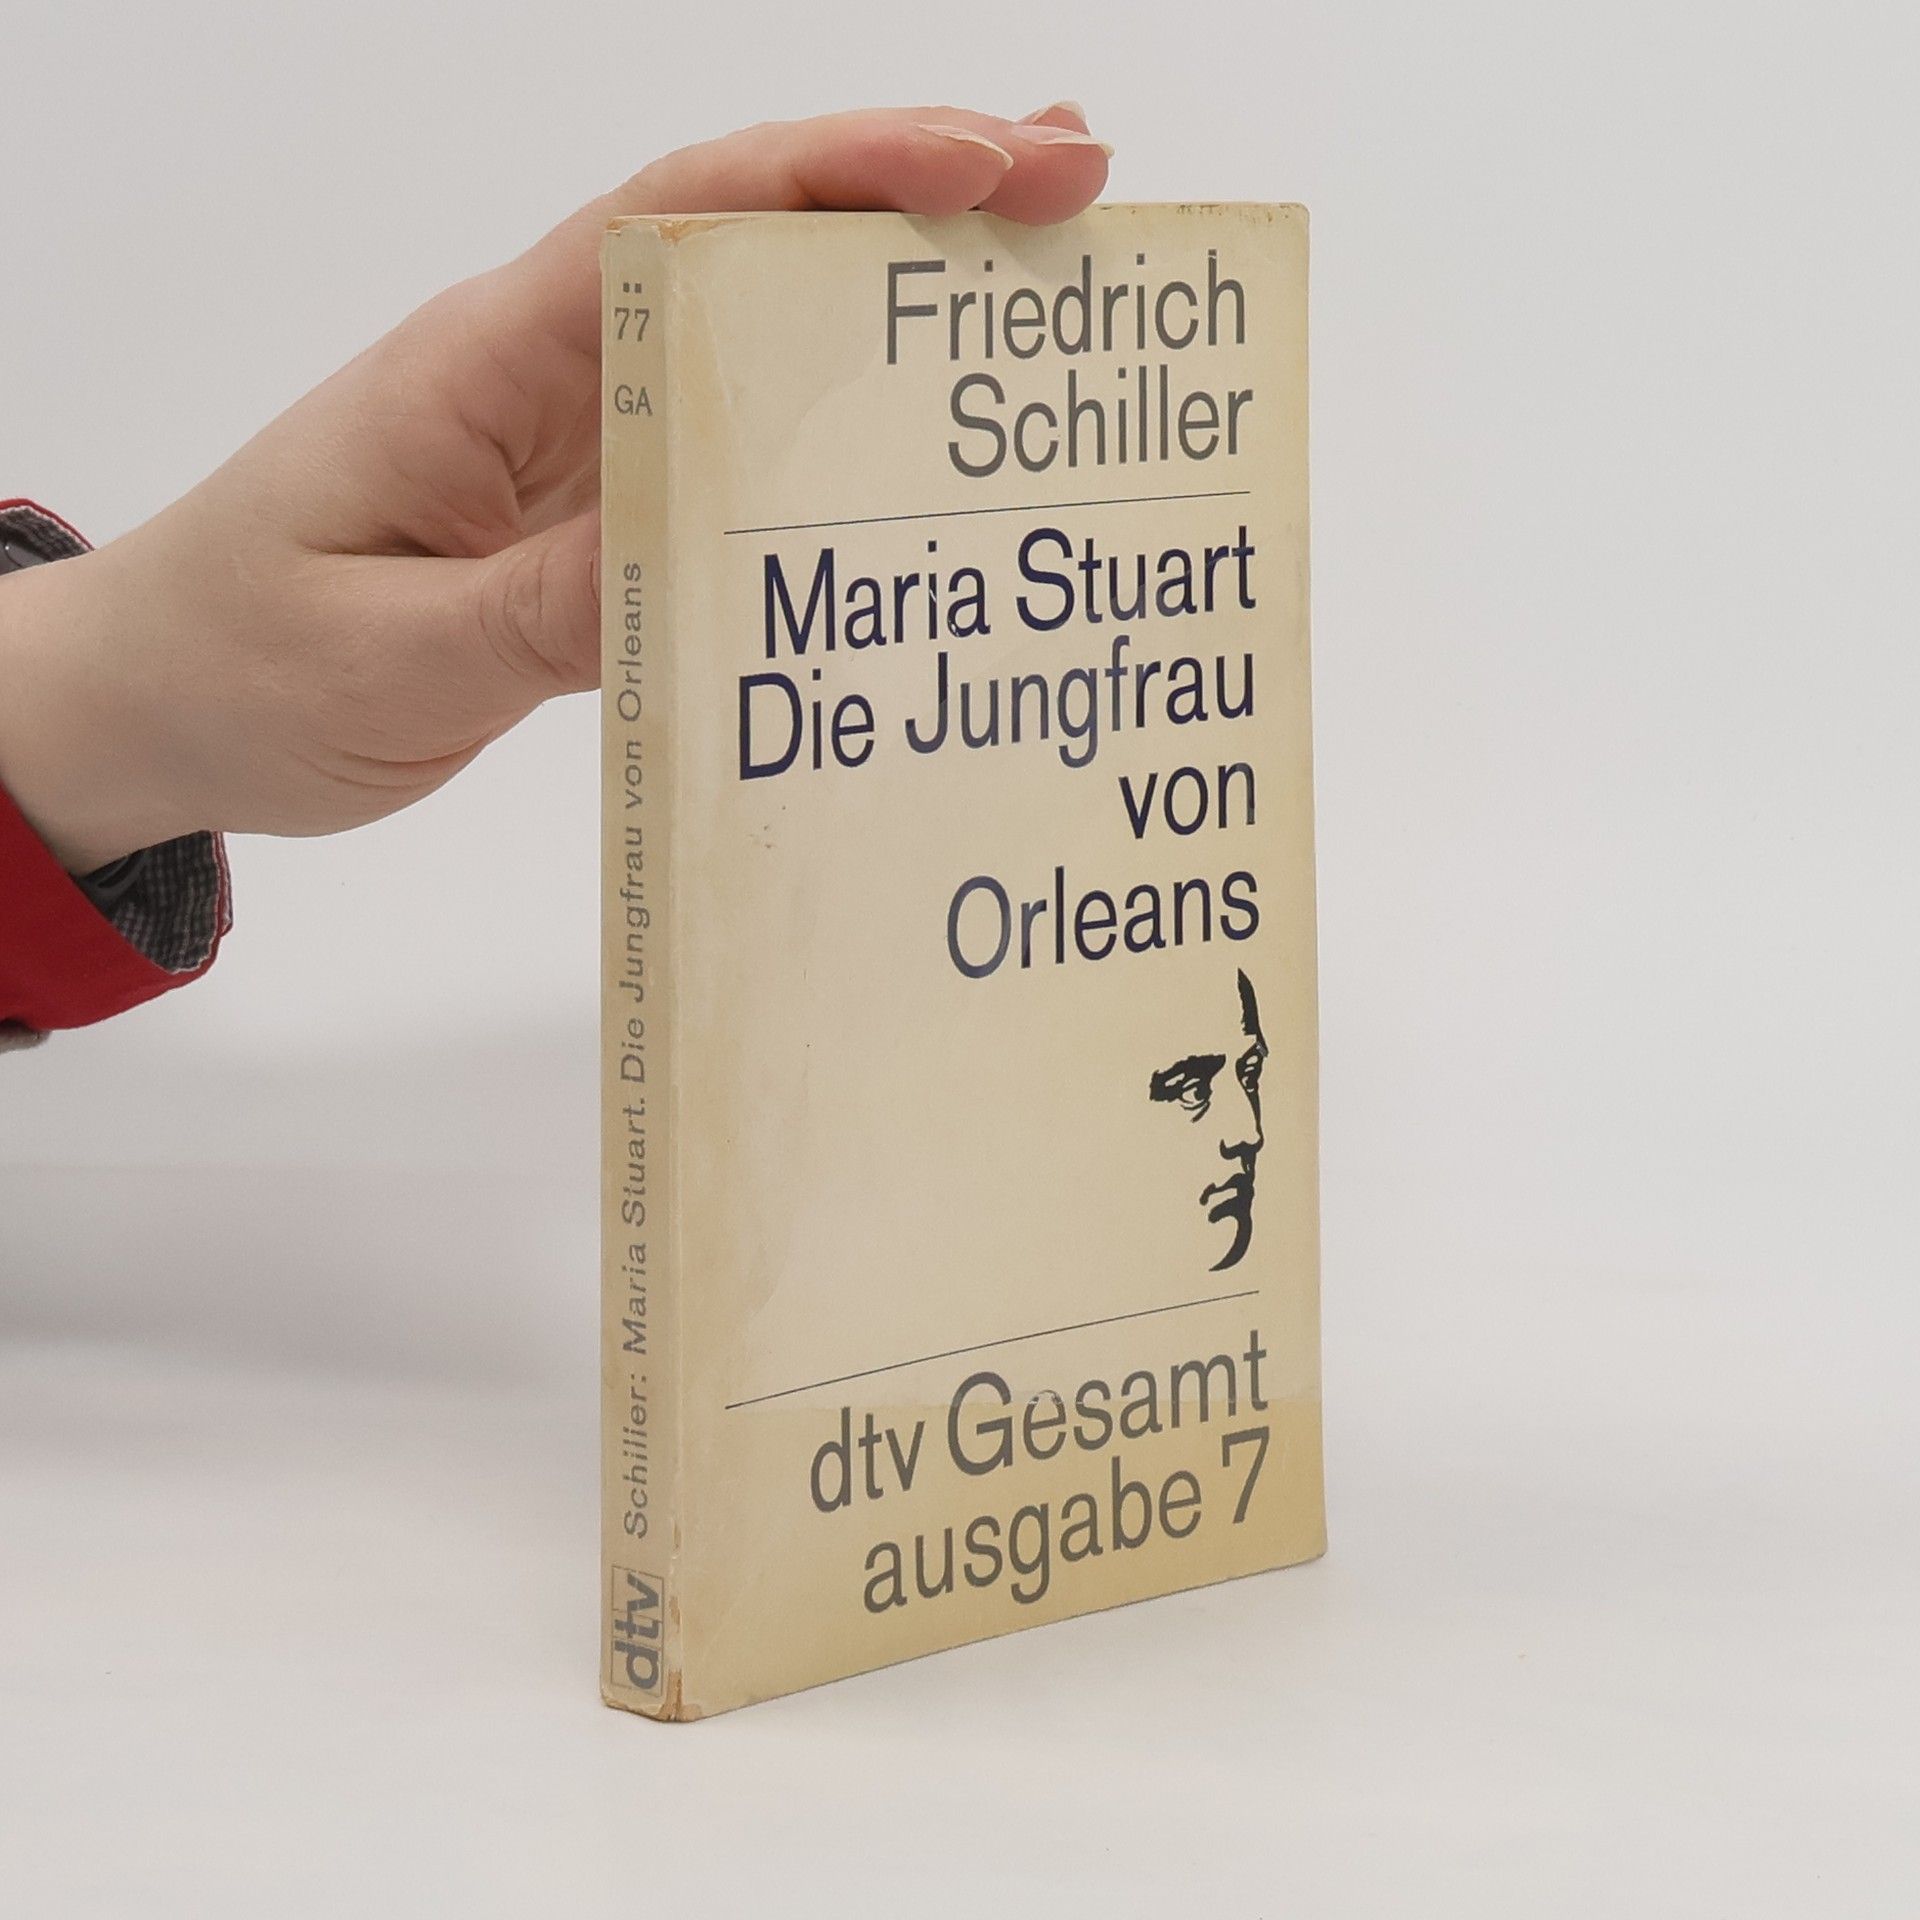 77
GA
Schiller: Maria Stuart. Die Jungfrau von Orleans
dtv
Friedrich
Schiller
Maria Stuart
Die Jungfrau
von
Orleans
dtv Gesamt
ausgabe 7